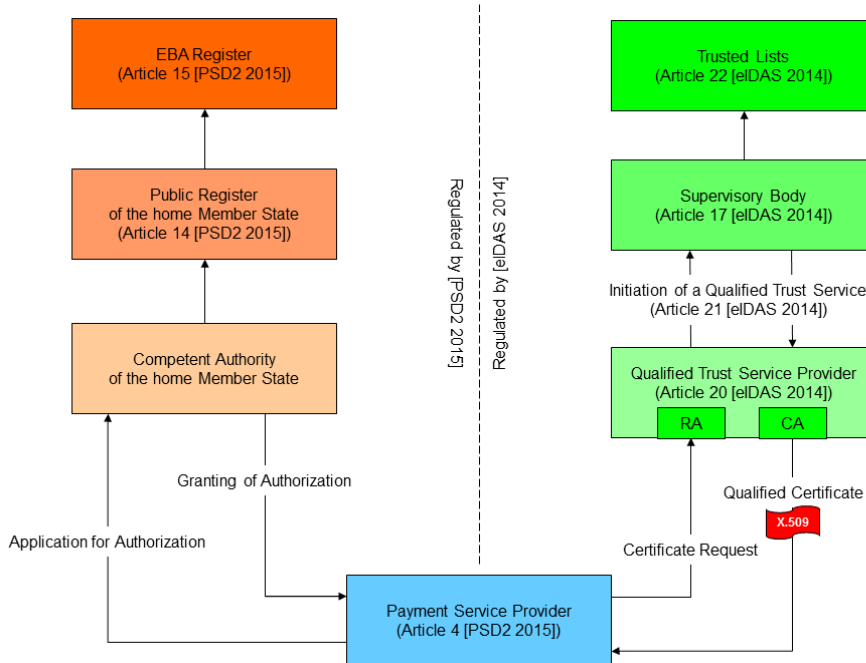 EBA Register
(Article 15 [PSD2 2015])
Trusted Lists
(Article 22 [eIDAS 2014])
Public Register
of the home Member State
(Article 14 [PSD2 2015])
Regulated by [PSD2 2015]
Regulated by [eIDAS 2014]
Supervisory Body
(Article 17 [eIDAS 2014])
Initiation of a Qualified Trust Service
(Article 21 [eIDAS 2014])
Competent Authority
of the home Member State
Qualified Trust Service Provider
(Article 20 [eIDAS 2014])
RA
CA
Granting of Authorization
Qualified Certificate
X.509
Application for Authorization
Certificate Request
Payment Service Provider
(Article 4 [PSD2 2015])